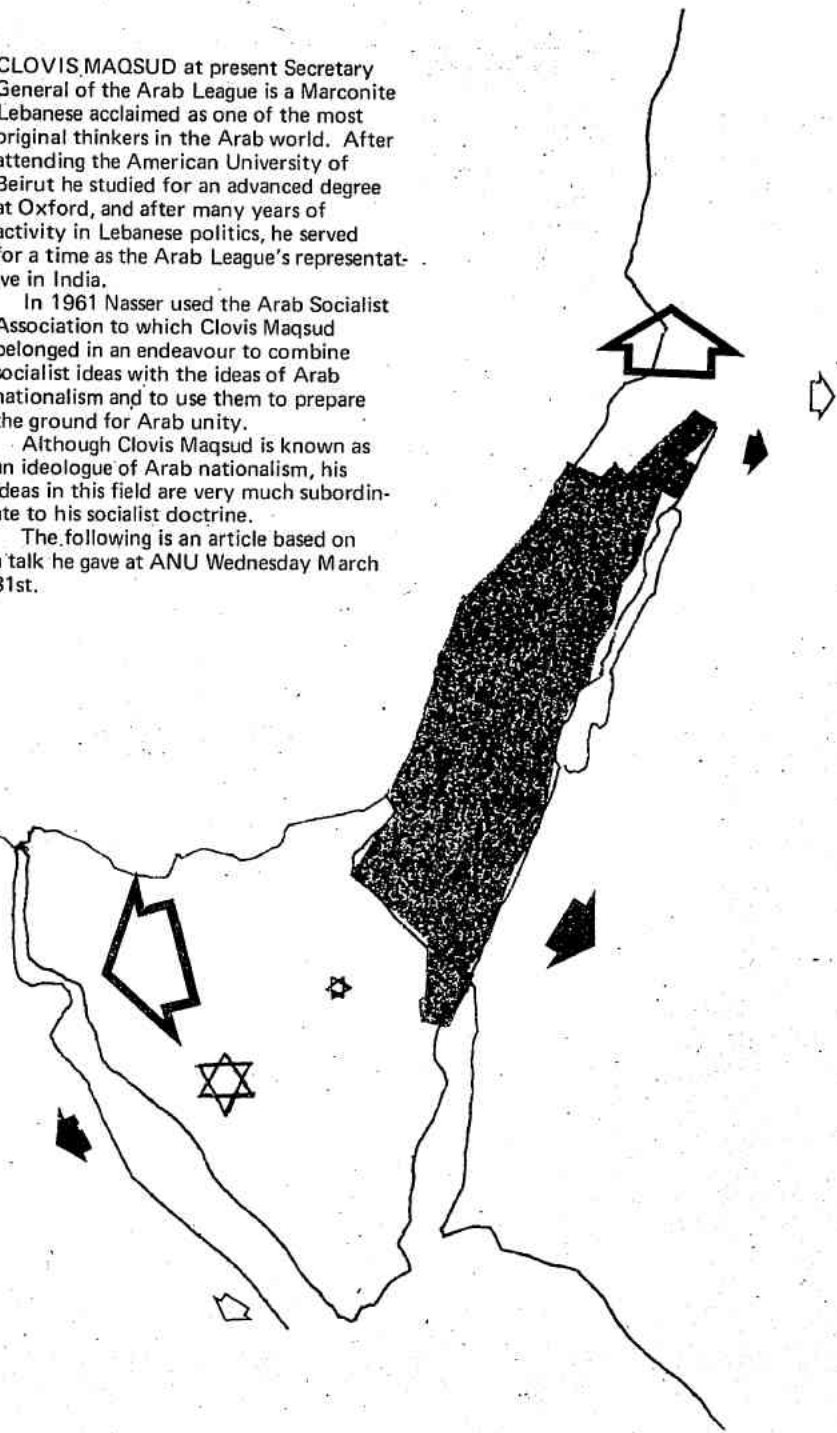 CLOVIS MAQSUD at present Secretary
General of the Arab League is a Marconite
Lebanese acclaimed as one of the most
original thinkers in the Arab world. After
attending the American University of
Beirut he studied for an advanced degree
at Oxford, and after many years of
activity in Lebanese politics, he served
for a time as the Arab League's representat-
ve in India.
In 1961 Nasser used the Arab Socialist
Association to which Clovis Maqsud
belonged in an endeavour to combine
socialist ideas with the ideas of Arab
nationalism and to use them to prepare
the ground for Arab unity.
Although Clovis Maqsud is known as
an ideologue of Arab nationalism, his
ideas in this field are very much subordin-
ate to his socialist doctrine.
The following is an article based on
a talk he gave at ANU Wednesday March
31st.